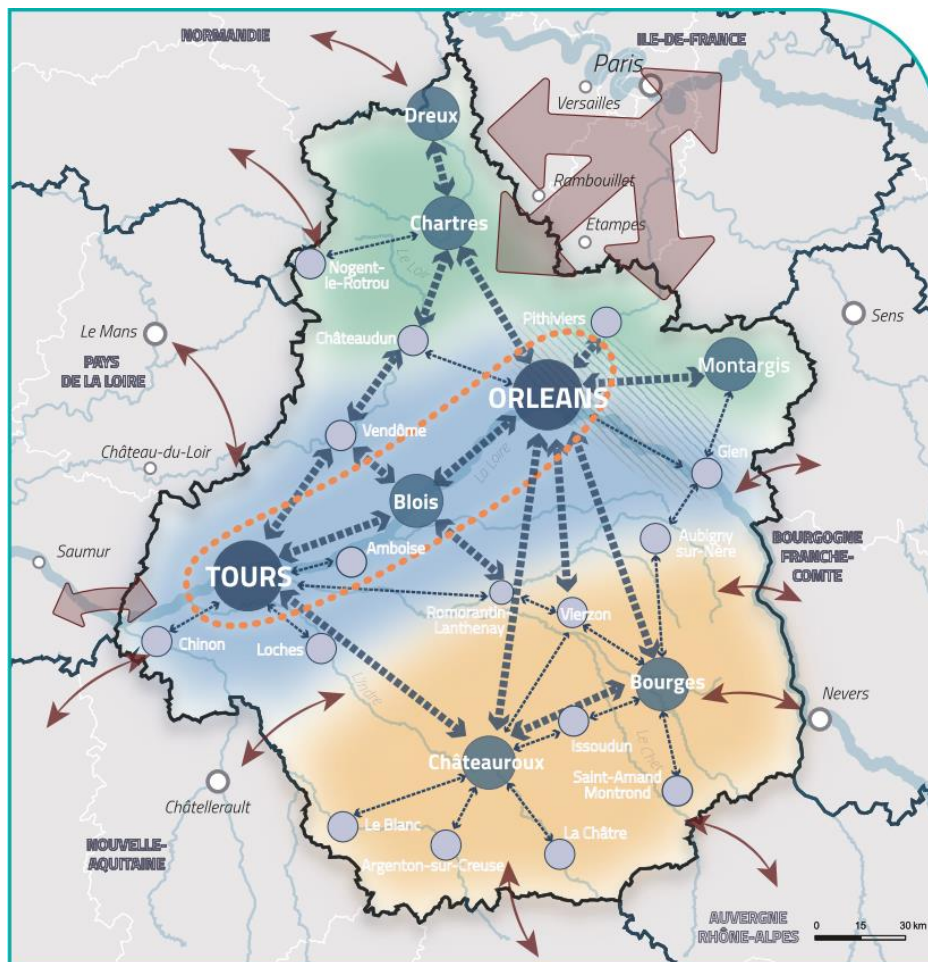 NORMANDIE
ILE-DE-FRANCE
Paris
Versailles
Dreux
Rambouillet
Chartres
Etampes
Le Loir
Nogent-
le-Rotrou
Sens
Pithiviers
Le Mans
Châteaudun
PAYS
DE LA LOIRE
Montargis
ORLEANS
Vendôme
Château-du-Loir
La Loire
Gien
Blois
Saumur
Amboise
Aubigny
sur-Nère
BOURGOGNE
FRANCHE-
COMTE
TOURS
Romorantin
Lanthenay
Vierzon
Chinon
Loches
L'Indre
Bourges
Nevers
Issoudun
Le Cher
Châteauroux
Saint-Amand
Montrond
Châtellerault
Le Blanc
La Châtre
NOUVELLE-
AQUITAINE
Argenton-sur-Creuse
AUVERGNE
RHÔNE-ALPES
0 15 30 km